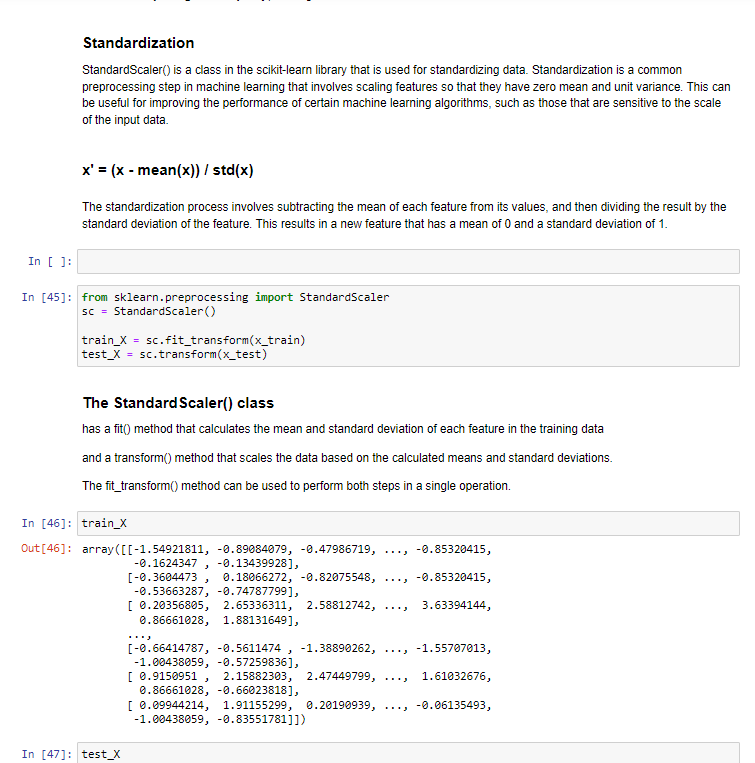 Standardization
StandardScaler() is a class in the scikit-learn library that is used for standardizing data. Standardization is a common
preprocessing step in machine learning that involves scaling features so that they have zero mean and unit variance. This can
be useful for improving the performance of certain machine learning algorithms, such as those that are sensitive to the scale
of the input data.
x' = (x - mean(x)) / std(x)
The standardization process involves subtracting the mean of each feature from its values, and then dividing the result by the
standard deviation of the feature. This results in a new feature that has a mean of 0 and a standard deviation of 1.
In [ ]:
In [45]: from sklearn.preprocessing import StandardScaler
sc = StandardScaler()
train_X = sc.fit_transform(x_train)
test_X = sc.transform(x_test)
The StandardScaler() class
has a fit() method that calculates the mean and standard deviation of each feature in the training data
and a transform() method that scales the data based on the calculated means and standard deviations.
The fit_transform() method can be used to perform both steps in a single operation.
In [46]: train_X
Out[46]: array([[-1.54921811, -0.89084079, -0.47986719, ..., -0.85320415,
-0.1624347 , -0.13439928],
[-0.3604473 , 0.18066272, -0.82075548, ..., -0.85320415,
-0.53663287, -0.74787799],
[ 0.20356805, 2.65336311, 2.58812742, ..., 3.63394144,
0.86661028, 1.88131649],
...,
[-0.66414787, -0.5611474 , -1.38890262, ..., -1.55707013,
-1.00438059, -0.57259836],
[ 0.9150951 , 2.15882303, 2.47449799, ..., 1.61032676,
0.86661028, -0.66023818],
[ 0.09944214, 1.91155299, 0.20190939, ..., -0.06135493,
-1.00438059, -0.83551781]])
In [47]: test_X